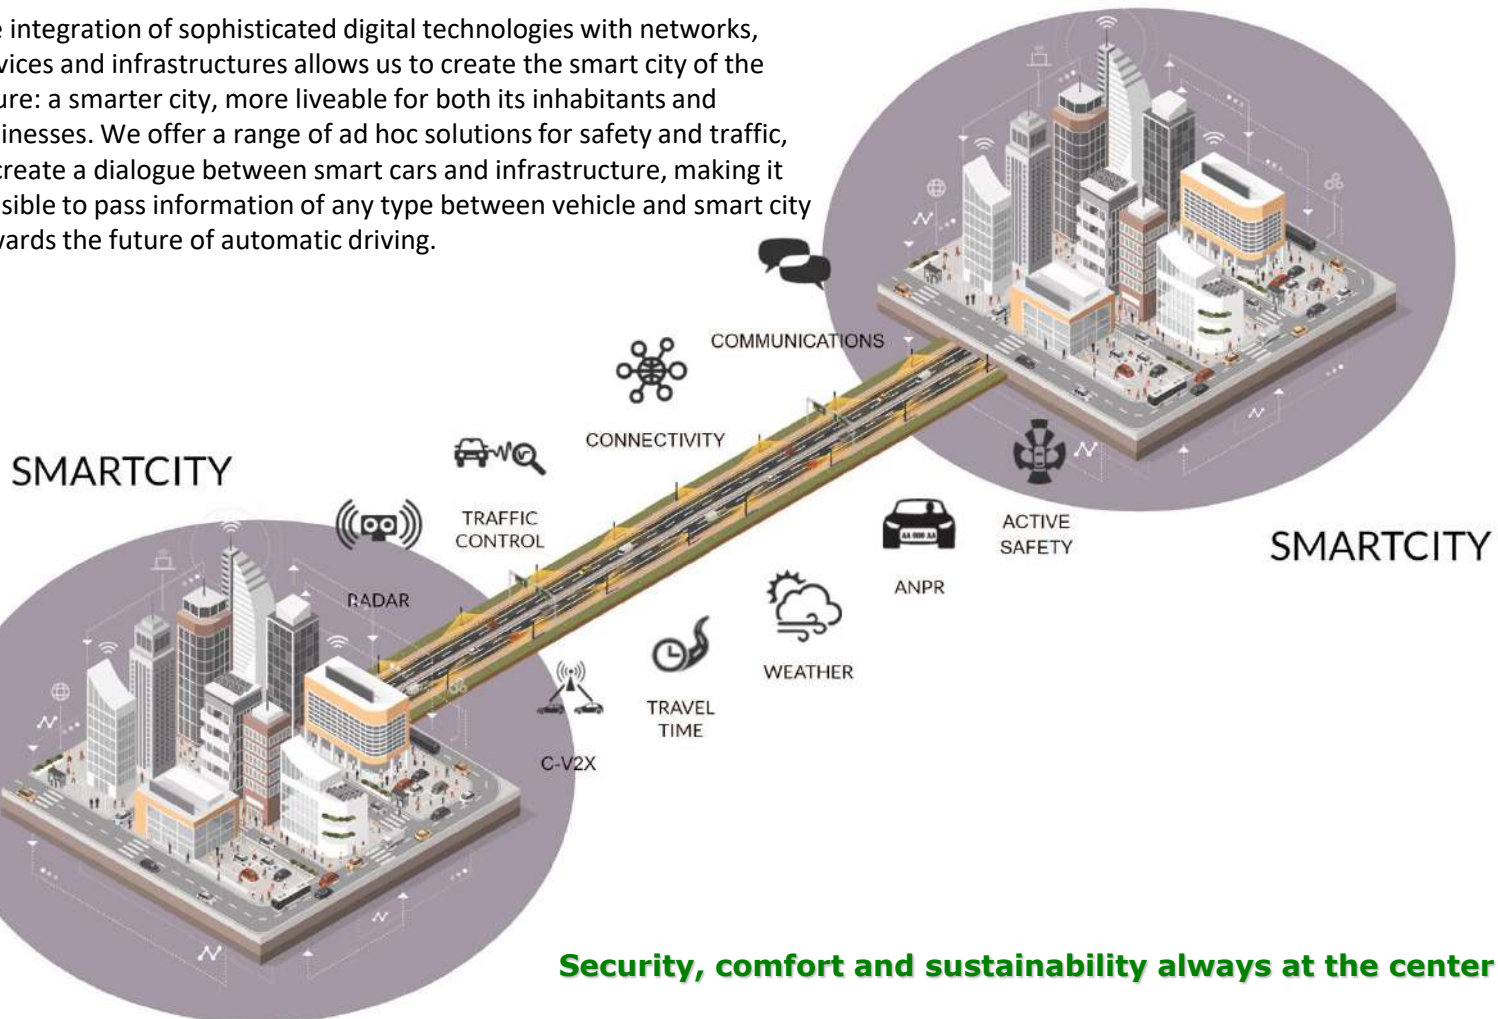 e integration of sophisticated digital technologies with networks,
vices and infrastructures allows us to create the smart city of the
ure: a smarter city, more liveable for both its inhabitants and
inesses. We offer a range of ad hoc solutions for safety and traffic,
create a dialogue between smart cars and infrastructure, making it
sible to pass information of any type between vehicle and smart city
wards the future of automatic driving.
COMMUNICATIONS
CONNECTIVITY
SMARTCITY
TRAFFIC
CONTROL
RADAR
ACTIVE
SAFETY
AA 000 AA
ANPR
SMARTCITY
WEATHER
TRAVEL
TIME
C-V2X
Security, comfort and sustainability always at the center